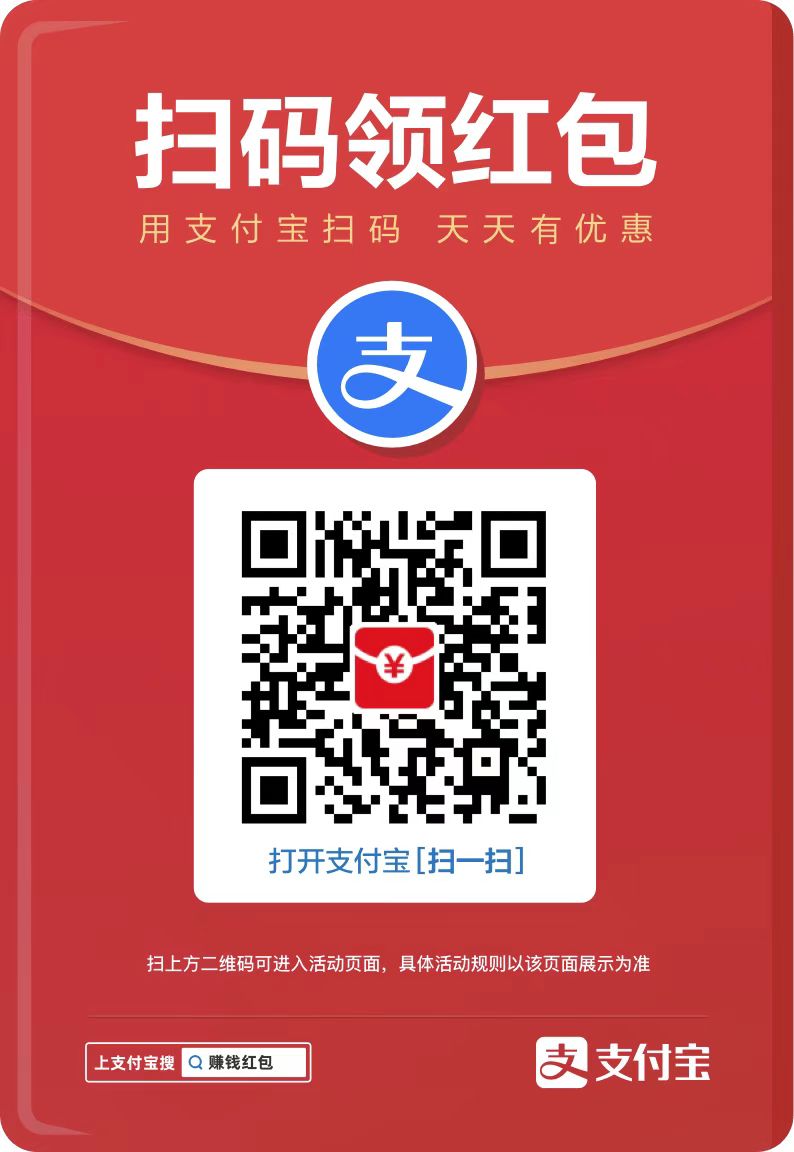 扫码领红包
用支付宝扫码 天天有优惠
支
¥
打开支付宝[扫一扫]
扫上方二维码可进入活动页面，具体活动规则以该页面展示为准
上支付宝搜 赚钱红包
支 支付宝